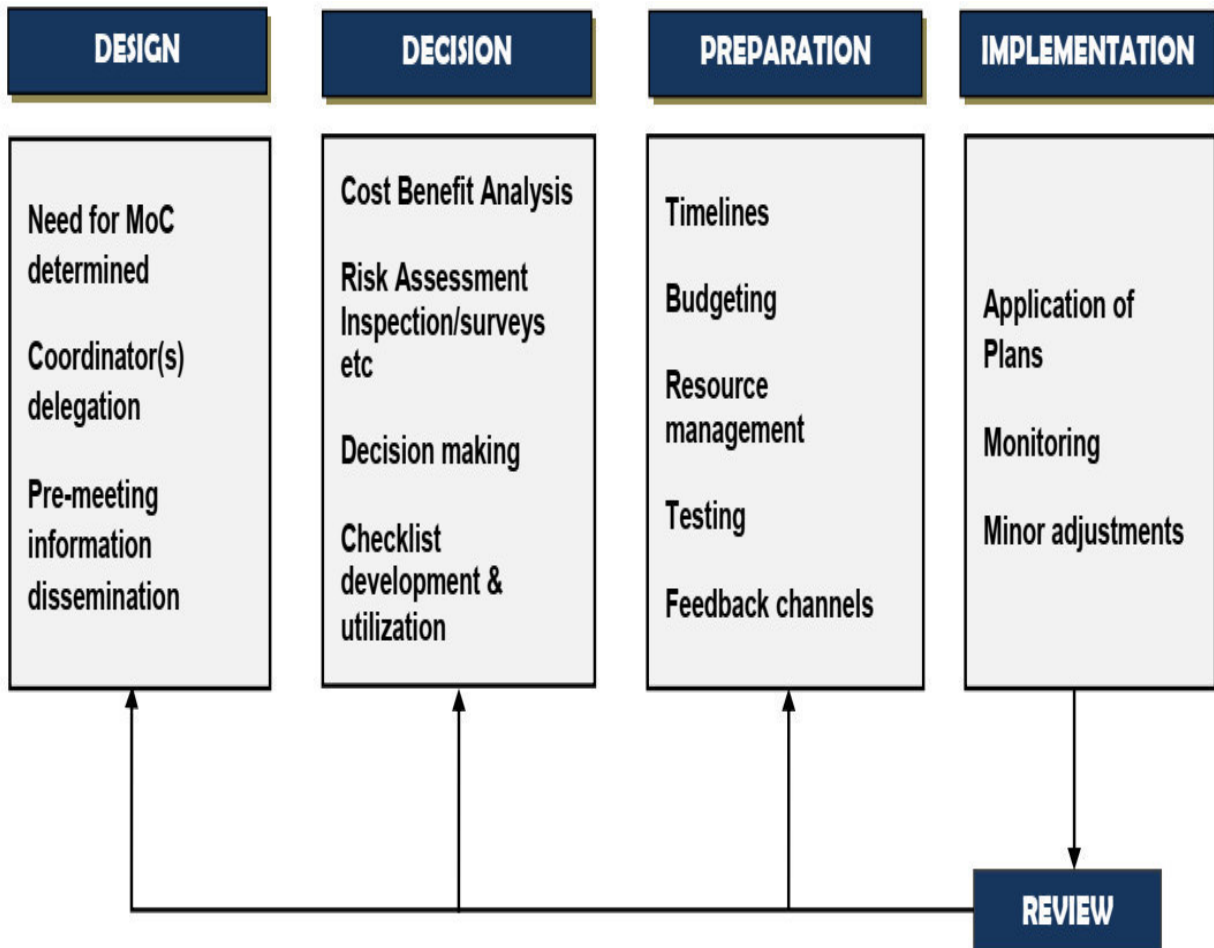 DESIGN
Need for MoC
determined
Coordinator(s)
delegation
Pre-meeting
information
dissemination
DECISION
Cost Benefit Analysis
Risk Assessment
Inspection/surveys
etc
Decision making
Checklist
development &
utilization
PREPARATION
Timelines
Budgeting
Resource
management
Testing
Feedback channels
IMPLEMENTATION
Application of
Plans
Monitoring
Minor adjustments
REVIEW